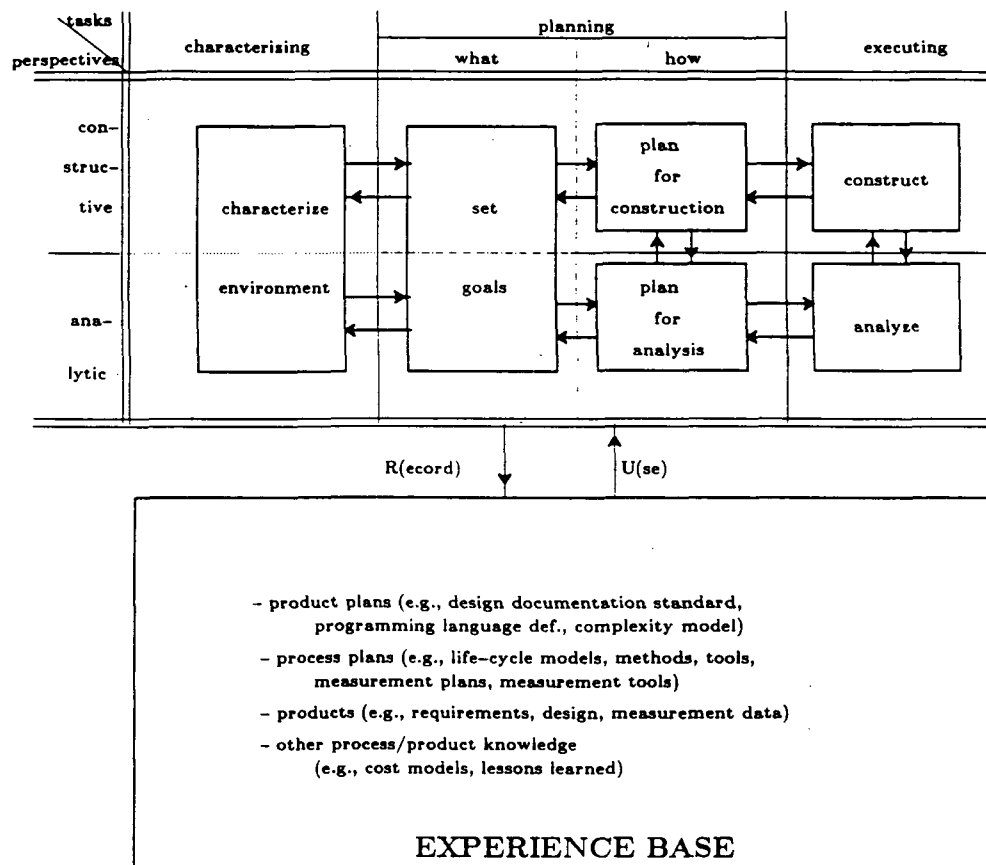 tasks
perspectives
characterizing
planning
what
how
executing
con-
struc-
tive
ana-
lytic
characterize
environment
set
goals
plan
for
construction
plan
for
analysis
construct
analyze
R(ecord)
U(se)
- product plans (e.g., design documentation standard,
programming language def., complexity model)
- process plans (e.g., life-cycle models, methods, tools,
measurement plans, measurement tools)
- products (e.g., requirements, design, measurement data)
- other process/product knowledge
(e.g., cost models, lessons learned)
EXPERIENCE BASE